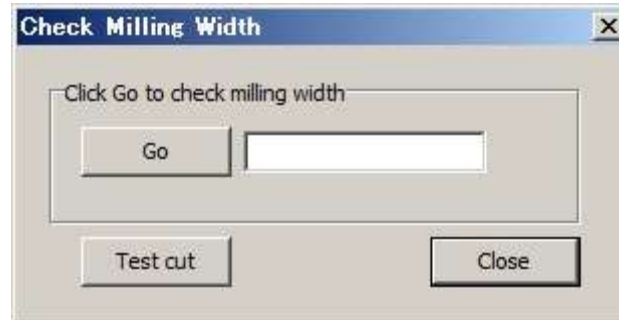 Check Milling Width
Click Go to check milling width
Go
Test cut
Close